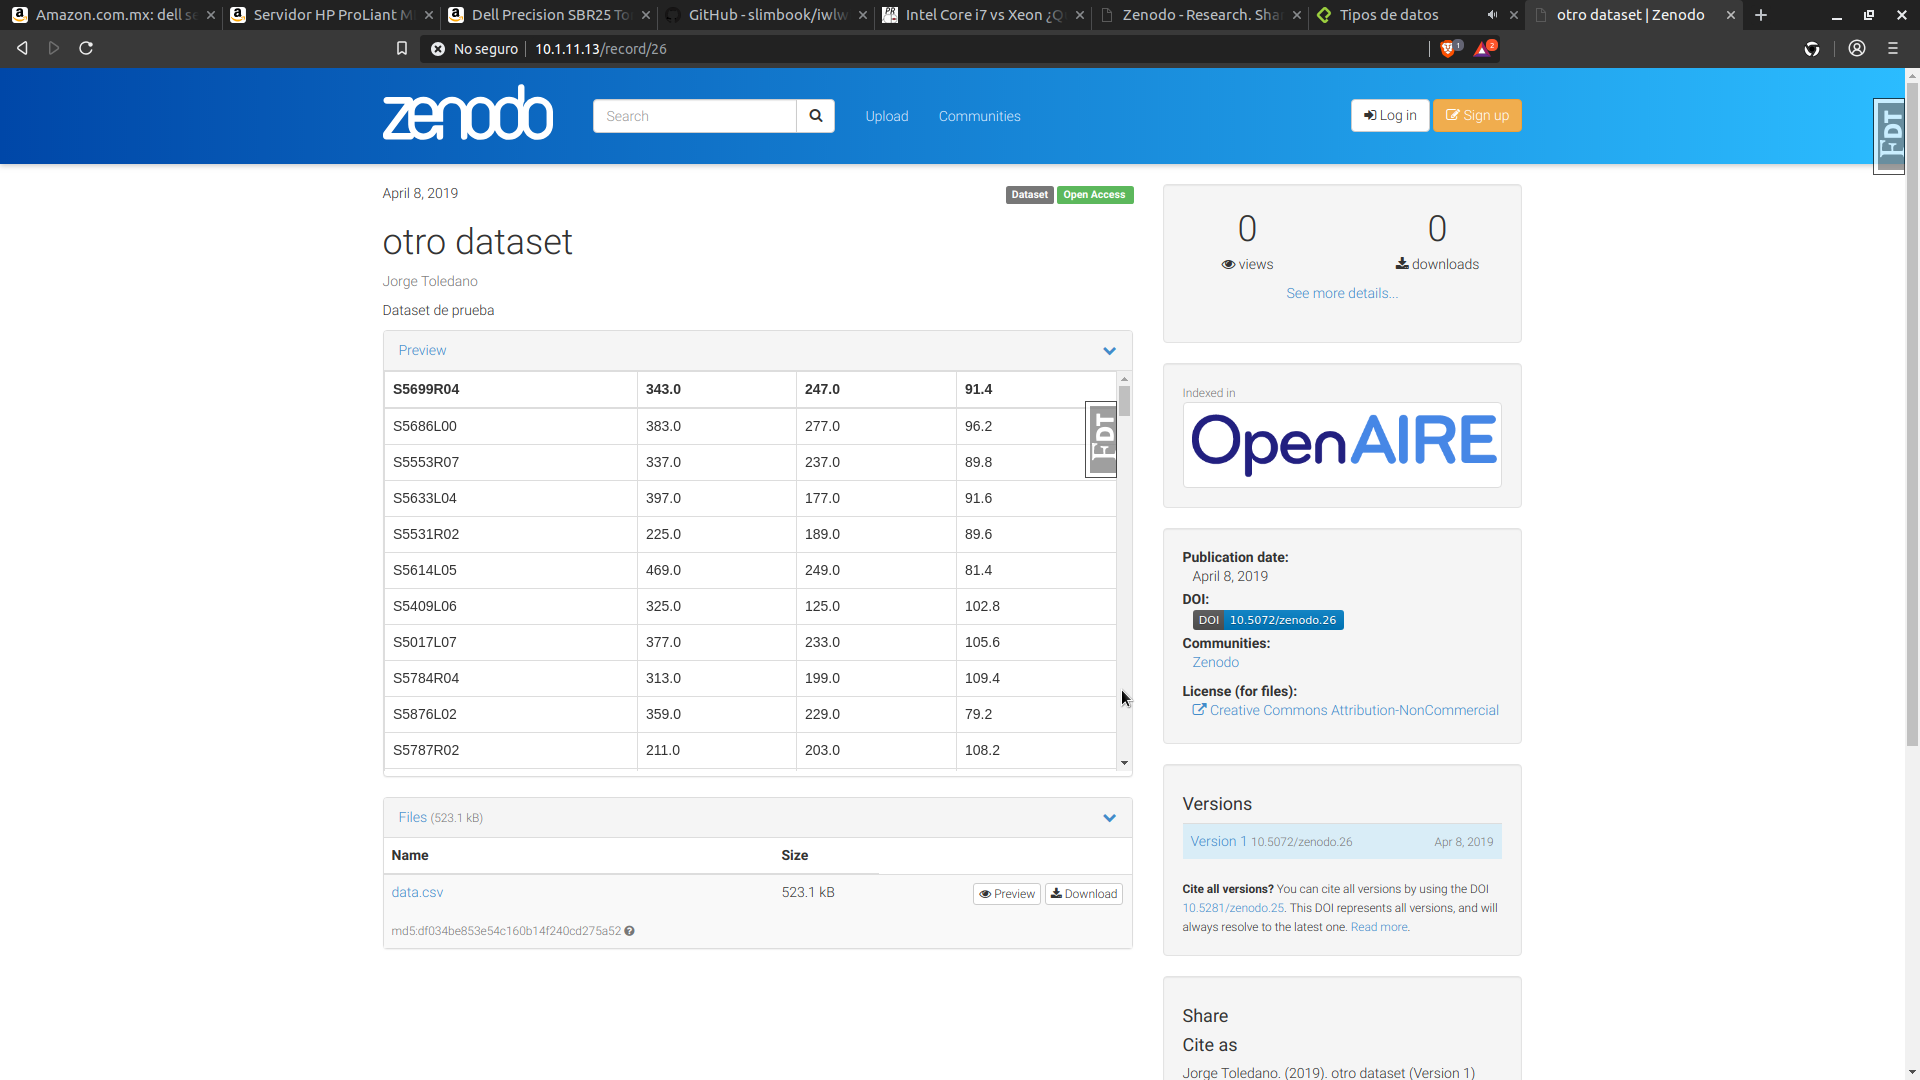 Amazon.com.mx: dell se
Servidor HP ProLiant M
Dell Precision SBR25 To
GitHub - slimbook/iwlw
Intel Core i7 vs Xeon ¿Q
Zenodo - Research. Sha
Tipos de datos
otro dataset | Zenodo
No seguro
10.1.11.13/record/26
1
2
zenodo
Search
Upload
Communities
Log in
Sign up
FDT
April 8, 2019
Dataset
Open Access
otro dataset
Jorge Toledano
Dataset de prueba
Preview
S5699R04 343.0 247.0 91.4
S5686L00 383.0 277.0 96.2
S5553R07 337.0 237.0 89.8
S5633L04 397.0 177.0 91.6
S5531R02 225.0 189.0 89.6
S5614L05 469.0 249.0 81.4
S5409L06 325.0 125.0 102.8
S5017L07 377.0 233.0 105.6
S5784R04 313.0 199.0 109.4
S5876L02 359.0 229.0 79.2
S5787R02 211.0 203.0 108.2
FDT
Files (523.1 kB)
Name Size
data.csv 523.1 kB Preview Download
md5:df034be853e54c160b14f240cd275a52
0 0
views downloads
See more details...
Indexed in
OpenAIRE
Publication date:
April 8, 2019
DOI:
DOI 10.5072/zenodo.26
Communities:
Zenodo
License (for files):
Creative Commons Attribution-NonCommercial
Versions
Version 1 10.5072/zenodo.26 Apr 8, 2019
Cite all versions? You can cite all versions by using the DOI
10.5281/zenodo.25. This DOI represents all versions, and will
always resolve to the latest one. Read more.
Share
Cite as
Jorge Toledano. (2019). otro dataset (Version 1)